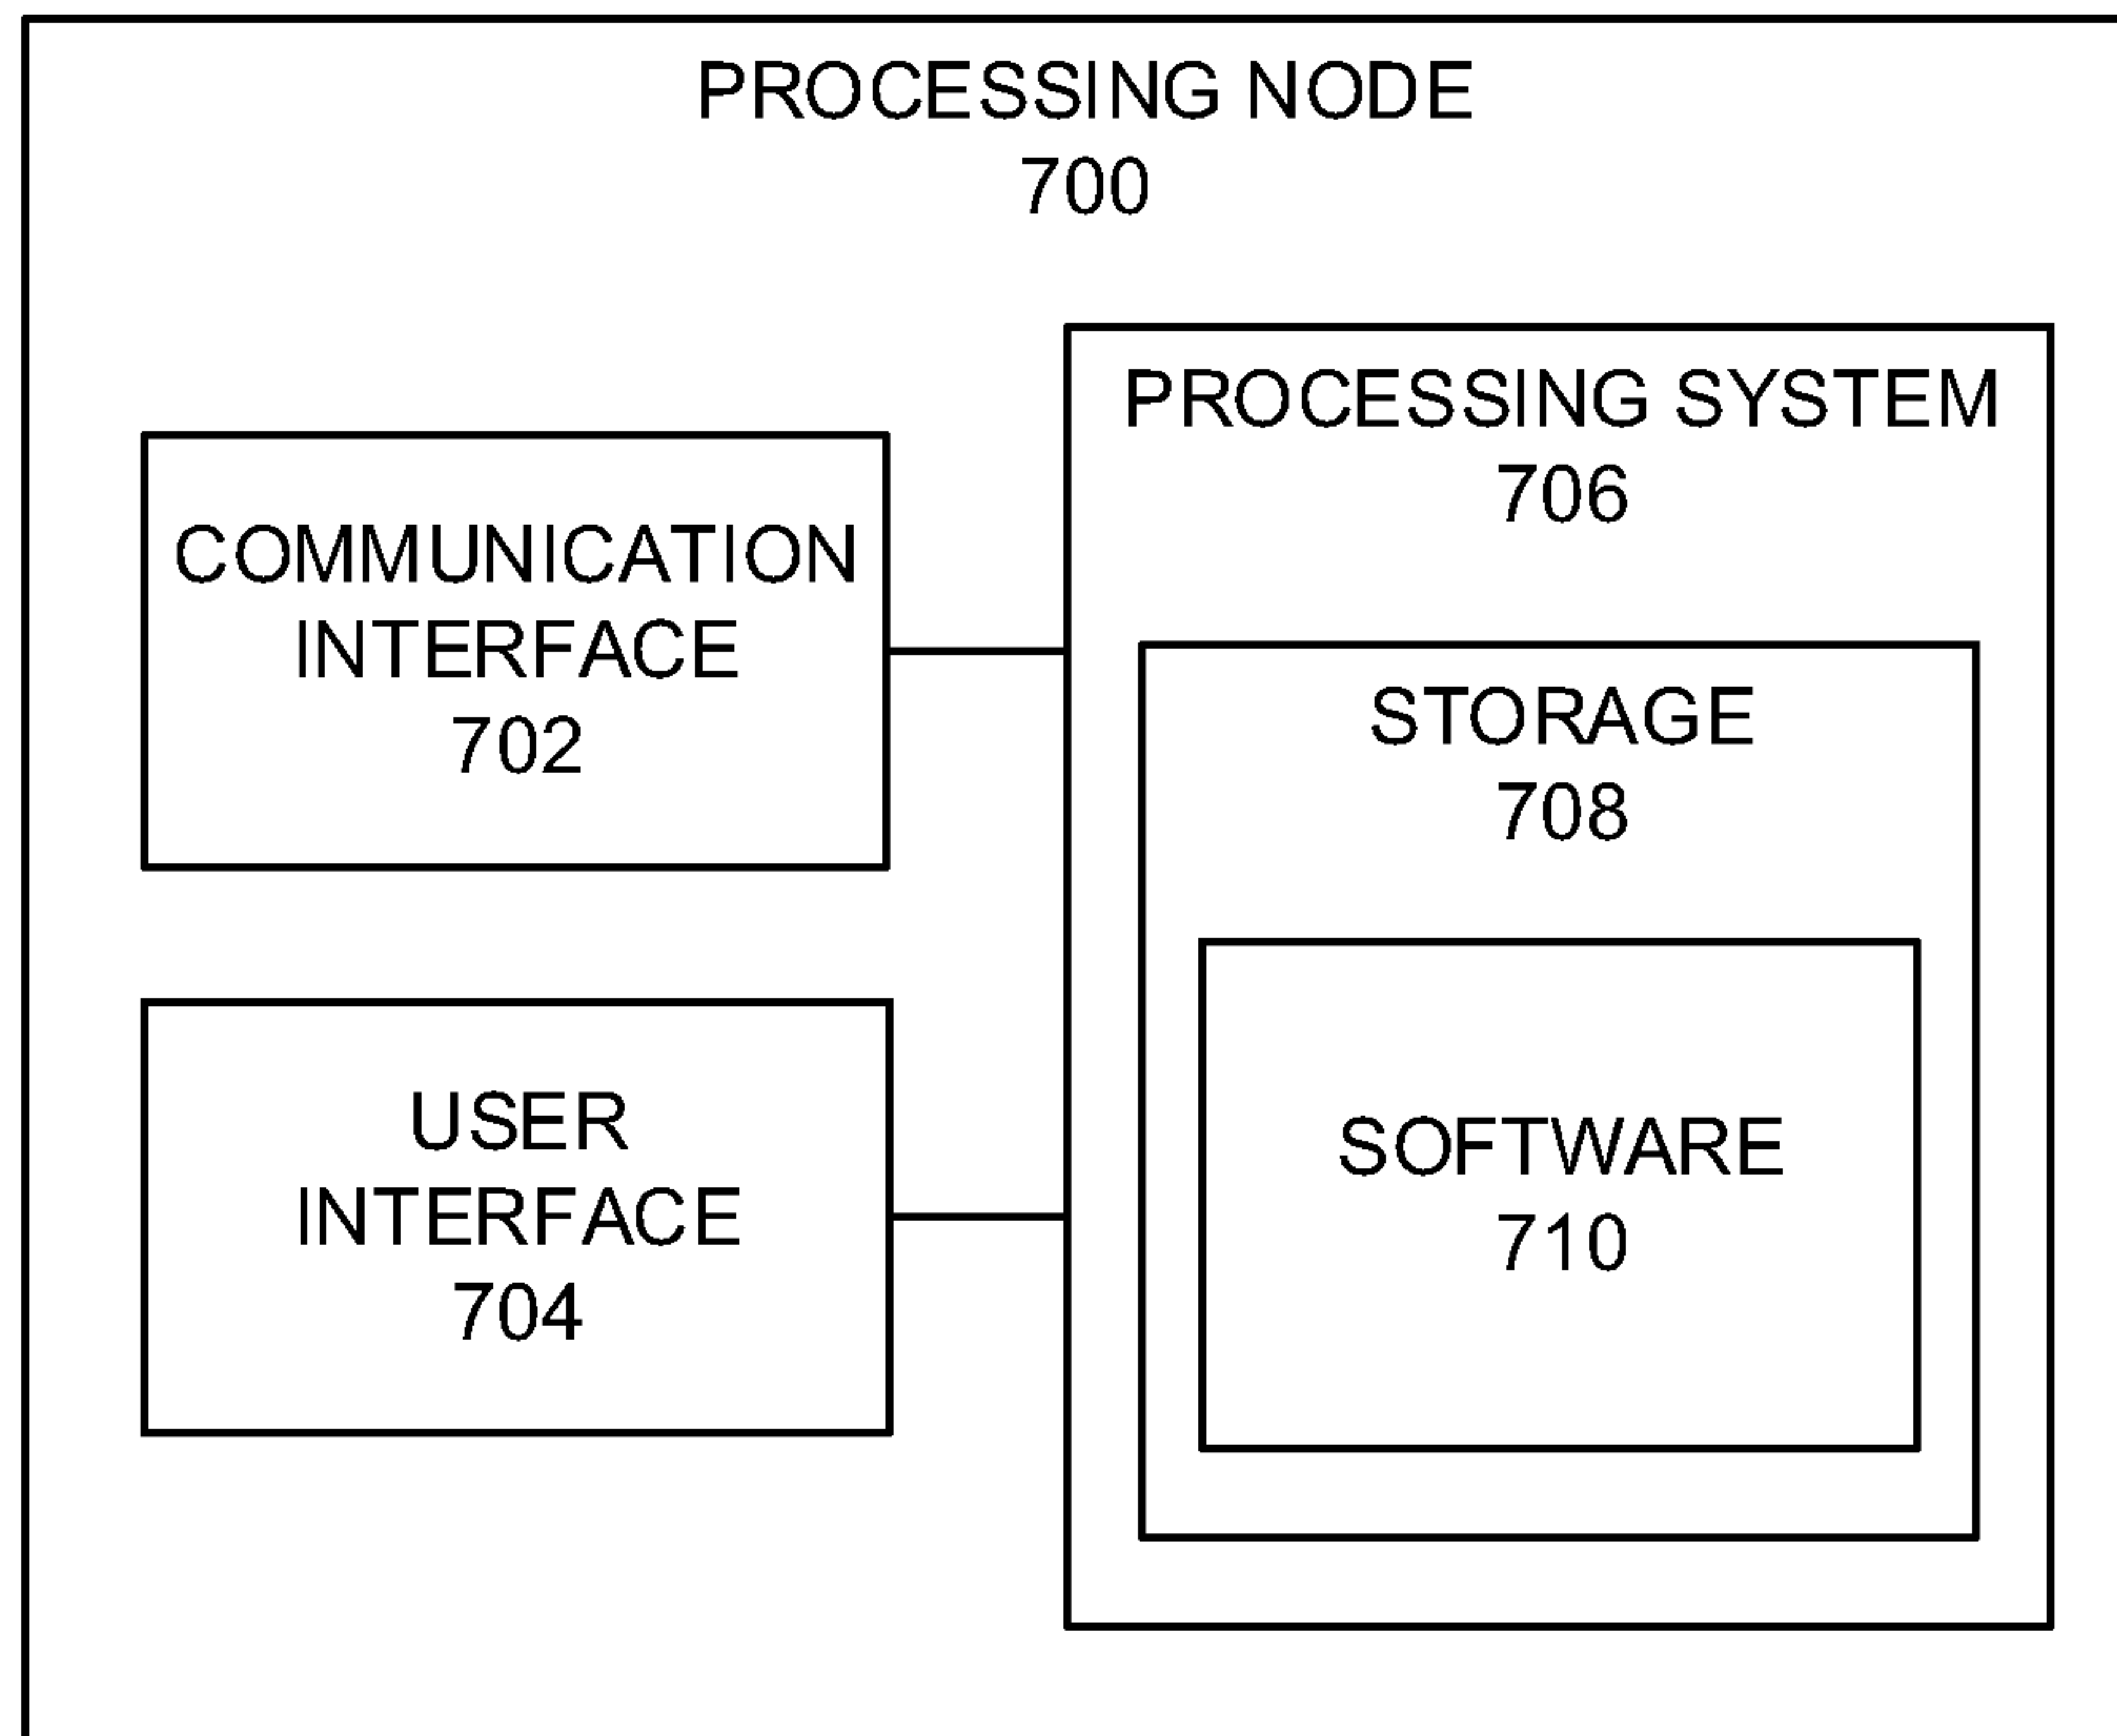 PROCESSING NODE
700
PROCESSING SYSTEM
706
COMMUNICATION
INTERFACE
702
STORAGE
708
USER
INTERFACE
704
SOFTWARE
710